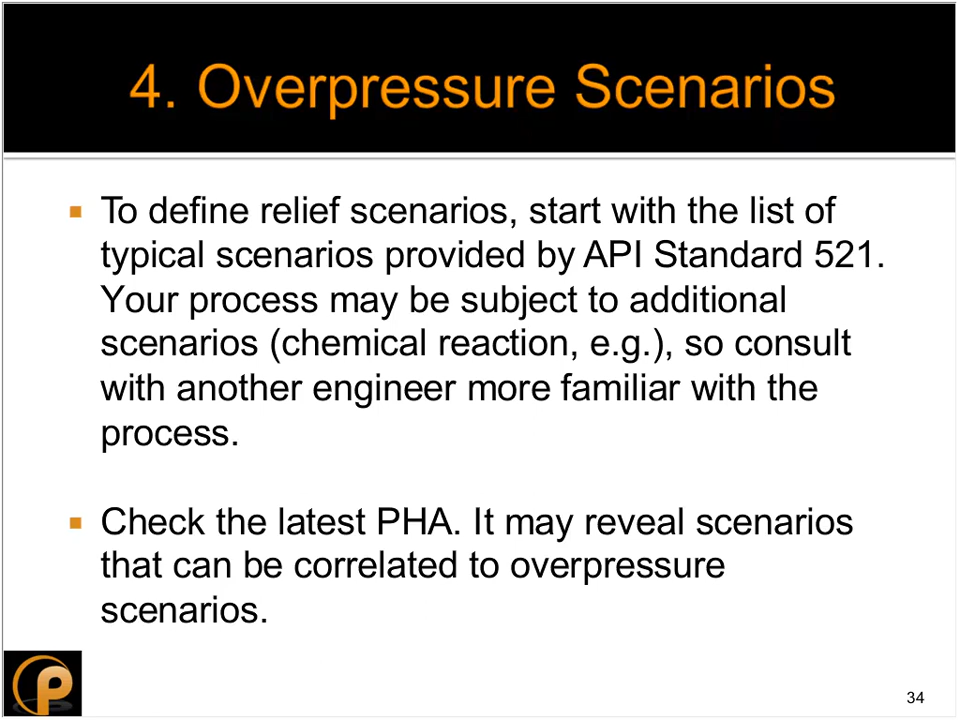 4. Overpressure Scenarios
To define relief scenarios, start with the list of
typical scenarios provided by API Standard 521.
Your process may be subject to additional
scenarios (chemical reaction, e.g.), so consult
with another engineer more familiar with the
process.
Check the latest PHA. It may reveal scenarios
that can be correlated to overpressure
scenarios.
P
34